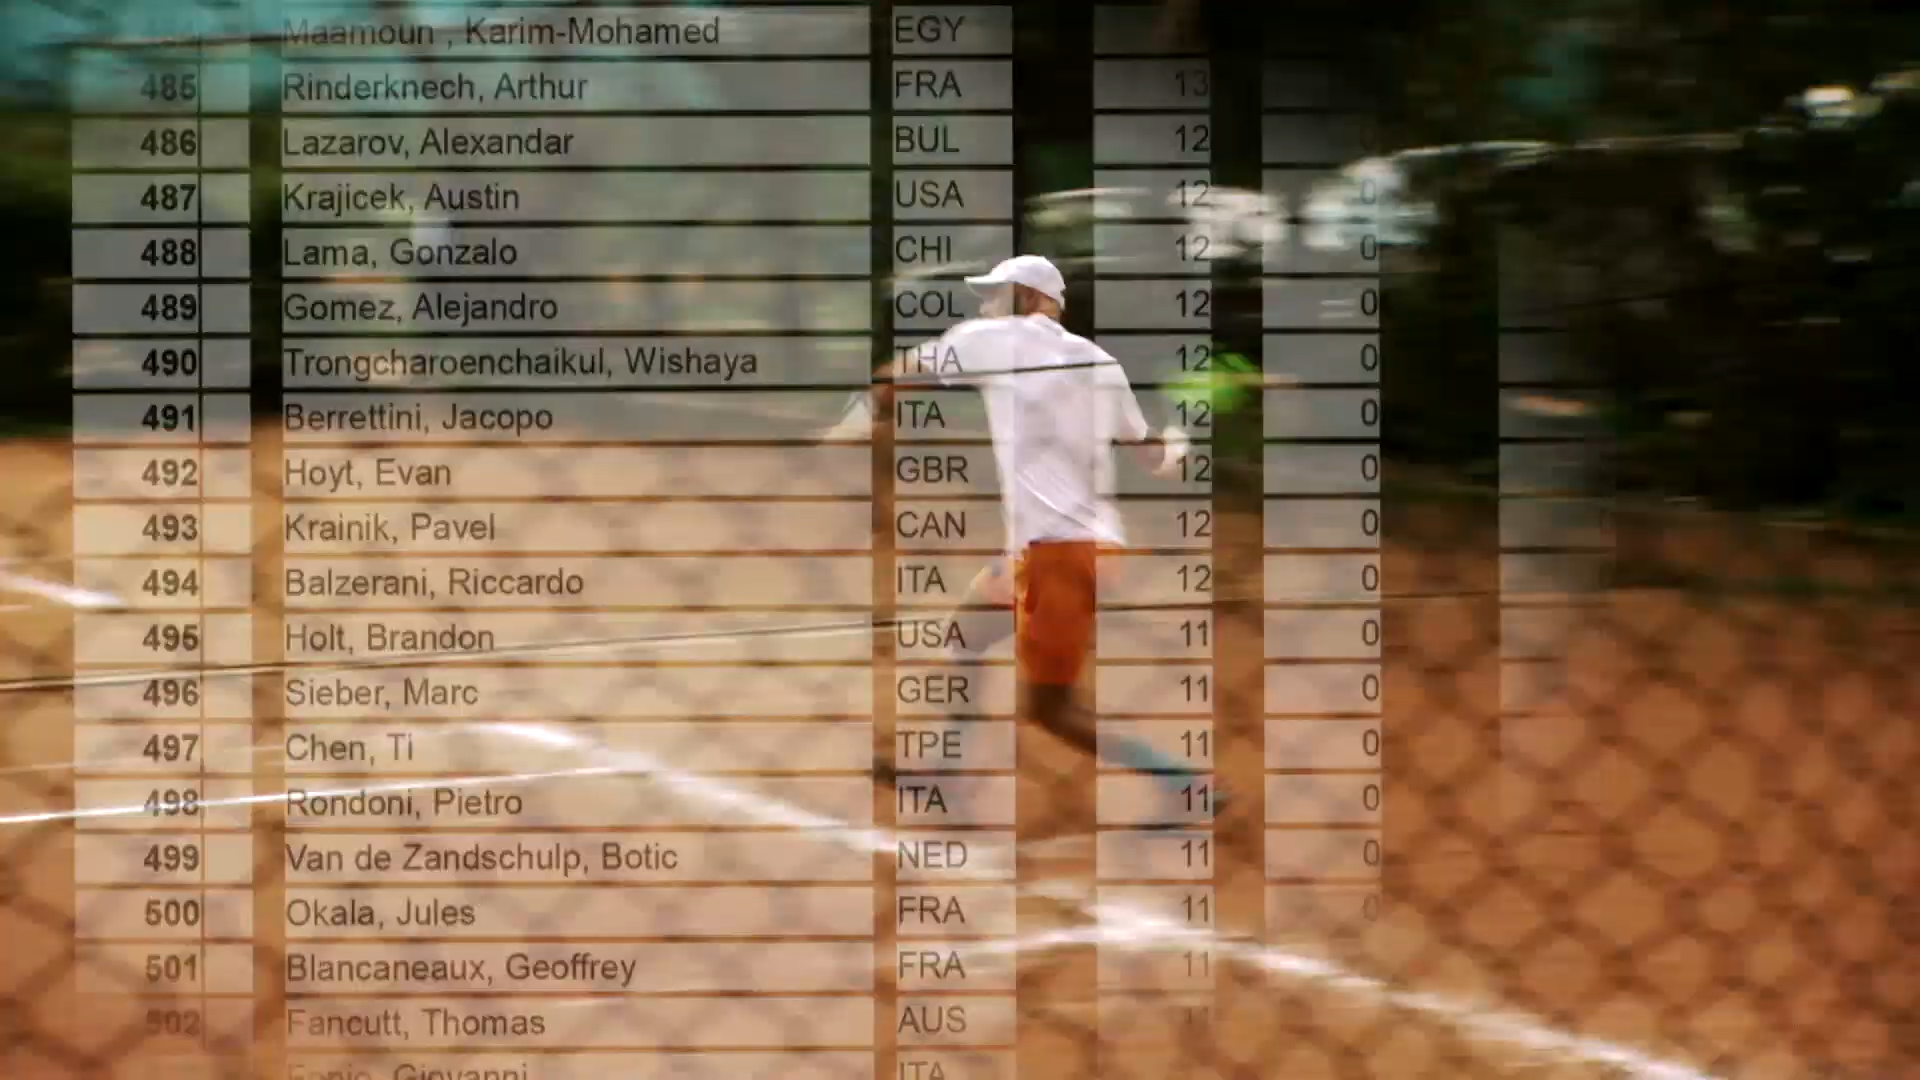 Maamoun , Karim-Mohamed EGY
485 Rinderknech, Arthur FRA 13
486 Lazarov, Alexandar BUL 12 0
487 Krajicek, Austin USA 12 0
488 Lama, Gonzalo CHI 12 0
489 Gomez, Alejandro COL 12 0
490 Trongcharoenchaikul, Wishaya THA 12 0
491 Berrettini, Jacopo ITA 12 0
492 Hoyt, Evan GBR 12 0
493 Krainik, Pavel CAN 12 0
494 Balzerani, Riccardo ITA 12 0
495 Holt, Brandon USA 11 0
496 Sieber, Marc GER 11 0
497 Chen, Ti TPE 11 0
498 Rondoni, Pietro ITA 11 0
499 Van de Zandschulp, Botic NED 11 0
500 Okala, Jules FRA 11 0
501 Blancaneaux, Geoffrey FRA 11
502 Fancutt, Thomas AUS 11
Giovanni ITA